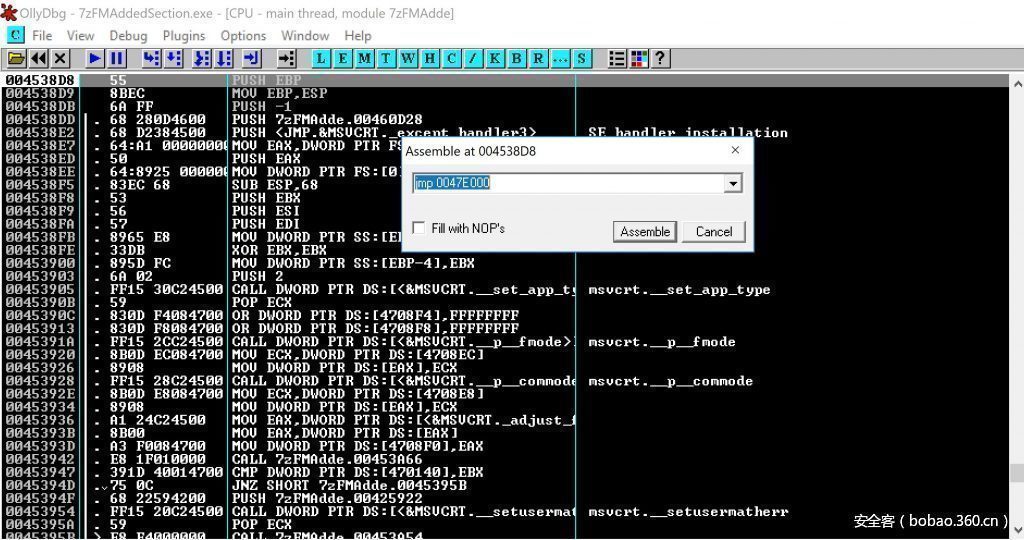 OllyDbg - 7zFMAddedSection.exe - [CPU - main thread, module 7zFMAdde]
C File View Debug Plugins Options Window Help
L E M T W H C / K B R ... S ?
004538D8 55 PUSH EBP
004538D9 8BEC MOV EBP,ESP
004538DB 6A FF PUSH -1
004538DD . 68 280D4600 PUSH 7zFMAdde.00460D28
004538E2 . 68 D2384500 PUSH <JMP.&MSVCRT._except_handler3> SE handler installation
004538E7 . 64:A1 00000000 MOV EAX,DWORD PTR FS
004538ED . 50 PUSH EAX
004538EE . 64:8925 000000 MOV DWORD PTR FS:[0]
004538F5 . 83EC 68 SUB ESP,68
004538F8 . 53 PUSH EBX
004538F9 . 56 PUSH ESI
004538FA . 57 PUSH EDI
004538FB . 8965 E8 MOV DWORD PTR SS:[E
004538FE . 33DB XOR EBX,EBX
00453900 . 895D FC MOV DWORD PTR SS:[EBP-4],EBX
00453903 . 6A 02 PUSH 2
00453905 . FF15 30C24500 CALL DWORD PTR DS:[<&MSVCRT.__set_app_ty msvcrt.__set_app_type
0045390B . 59 POP ECX
0045390C . 830D F4084700 OR DWORD PTR DS:[4708F4],FFFFFFFF
00453913 . 830D F8084700 OR DWORD PTR DS:[4708F8],FFFFFFFF
0045391A . FF15 2CC24500 CALL DWORD PTR DS:[<&MSVCRT.__p__fmode>] msvcrt.__p__fmode
00453920 . 8B0D EC084700 MOV ECX,DWORD PTR DS:[4708EC]
00453926 . 8908 MOV DWORD PTR DS:[EAX],ECX
00453928 . FF15 28C24500 CALL DWORD PTR DS:[<&MSVCRT.__p__commode msvcrt.__p__commode
0045392E . 8B0D E8084700 MOV ECX,DWORD PTR DS:[4708E8]
00453934 . 8908 MOV DWORD PTR DS:[EAX],ECX
00453936 . A1 24C24500 MOV EAX,DWORD PTR DS:[<&MSVCRT._adjust_f
0045393B . 8B00 MOV EAX,DWORD PTR DS:[EAX]
0045393D . A3 F0084700 MOV DWORD PTR DS:[4708F0],EAX
00453942 . E8 1F010000 CALL 7zFMAdde.00453A66
00453947 . 391D 40014700 CMP DWORD PTR DS:[470140],EBX
0045394D . 75 0C JNZ SHORT 7zFMAdde.0045395B
0045394F . 68 22594200 PUSH 7zFMAdde.00425922
00453954 . FF15 20C24500 CALL DWORD PTR DS:[<&MSVCRT.__setusermat msvcrt.__setusermatherr
0045395A . 59 POP ECX
0045395B > E8 F4000000 CALL 7zFMAdde.00453A54
Assemble at 004538D8
jmp 0047E000
Fill with NOP's
Assemble
Cancel
安全客 ( bobao.360.cn )